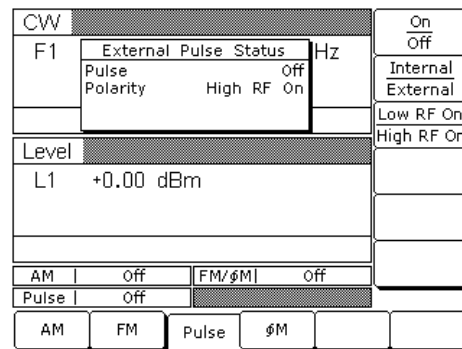 CW
F1
Hz
External Pulse Status
Pulse Off
Polarity High RF On
Level
L1 +0.00 dBm
AM Off
FM/ϕM Off
Pulse Off
AM FM Pulse ϕM
On
Off
Internal
External
Low RF On
High RF On